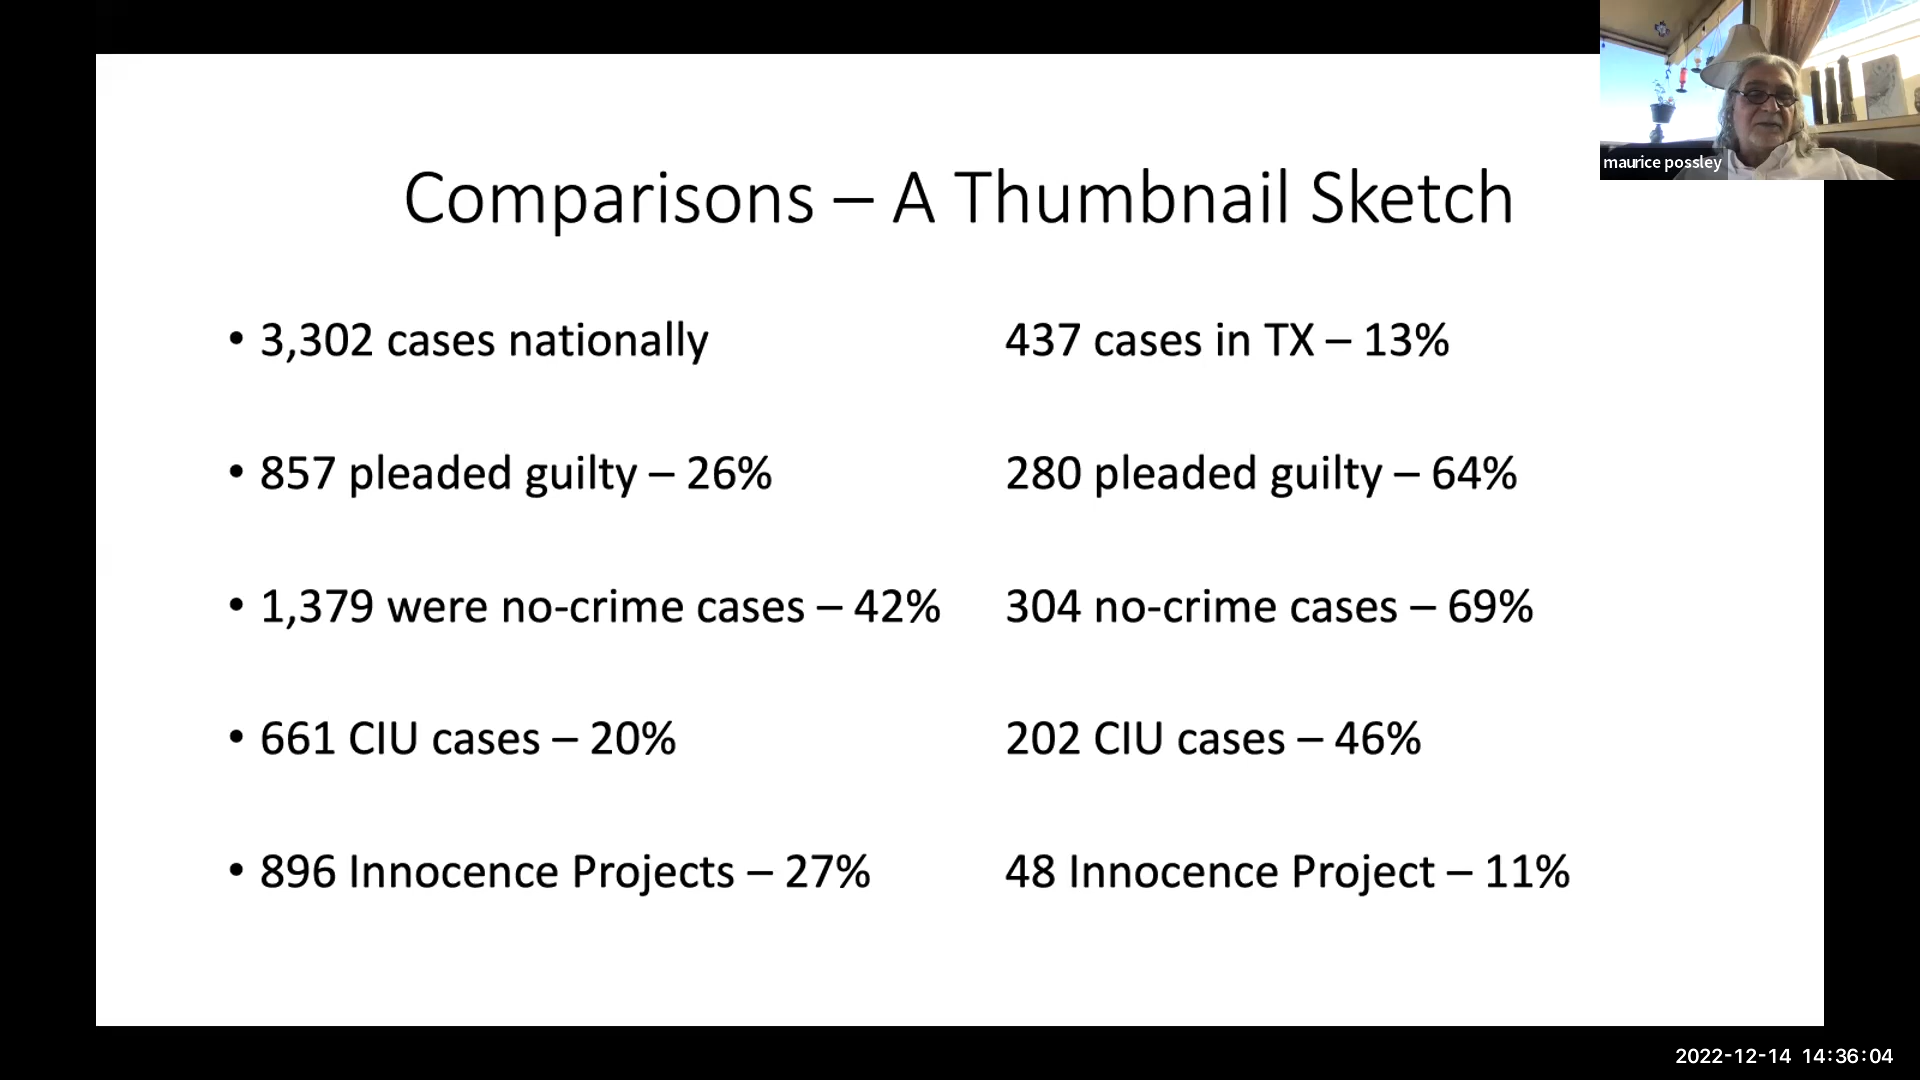 maurice possley
Comparisons – A Thumbnail Sketch
• 3,302 cases nationally
437 cases in TX – 13%
• 857 pleaded guilty – 26%
280 pleaded guilty – 64%
• 1,379 were no-crime cases – 42%
304 no-crime cases – 69%
• 661 CIU cases – 20%
202 CIU cases – 46%
• 896 Innocence Projects – 27%
48 Innocence Project – 11%
2022-12-14 14:36:04